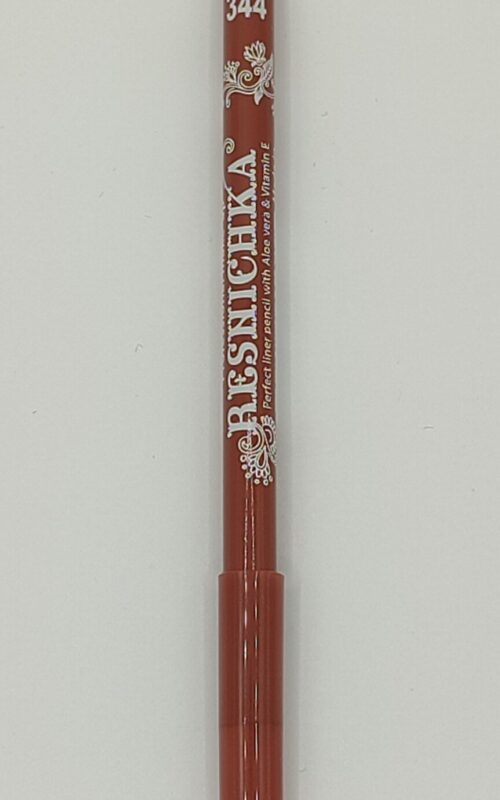 344
RESNICHKA
Perfect liner pencil with Aloe vera & Vitamin E